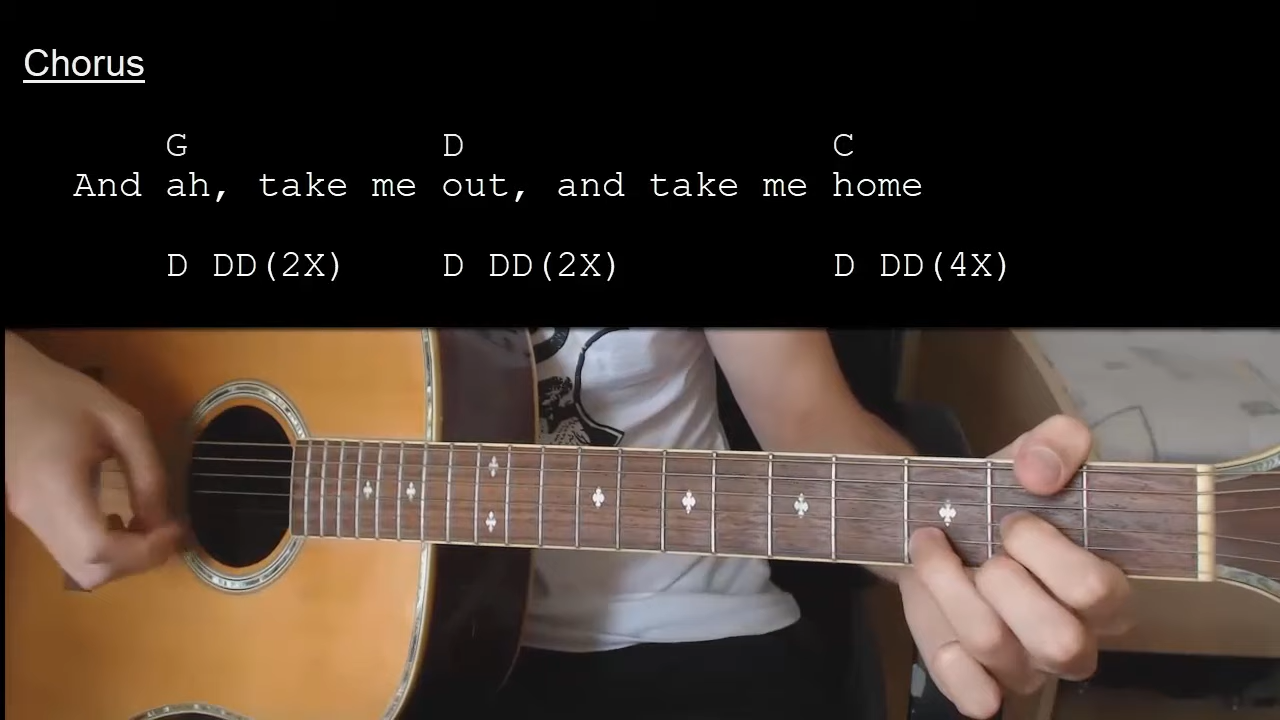 Chorus
G D C
And ah, take me out, and take me home
D DD(2X) D DD(2X) D DD(4X)